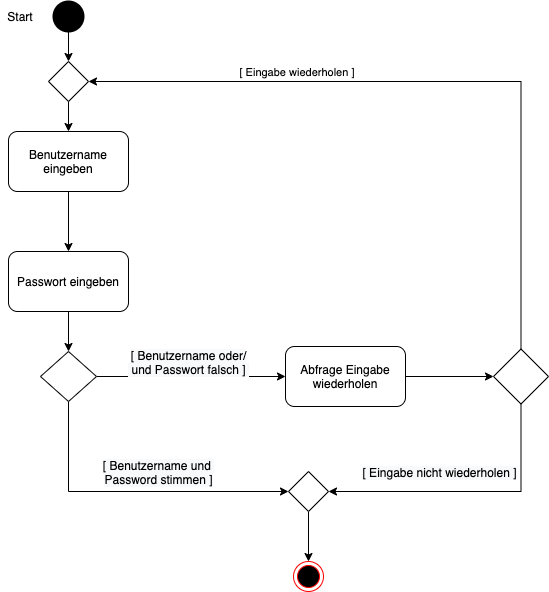 Start
[ Eingabe wiederholen ]
Benutzername
eingeben
Passwort eingeben
[ Benutzername oder/
und Passwort falsch ]
Abfrage Eingabe
wiederholen
[ Benutzername und
Password stimmen ]
[ Eingabe nicht wiederholen ]